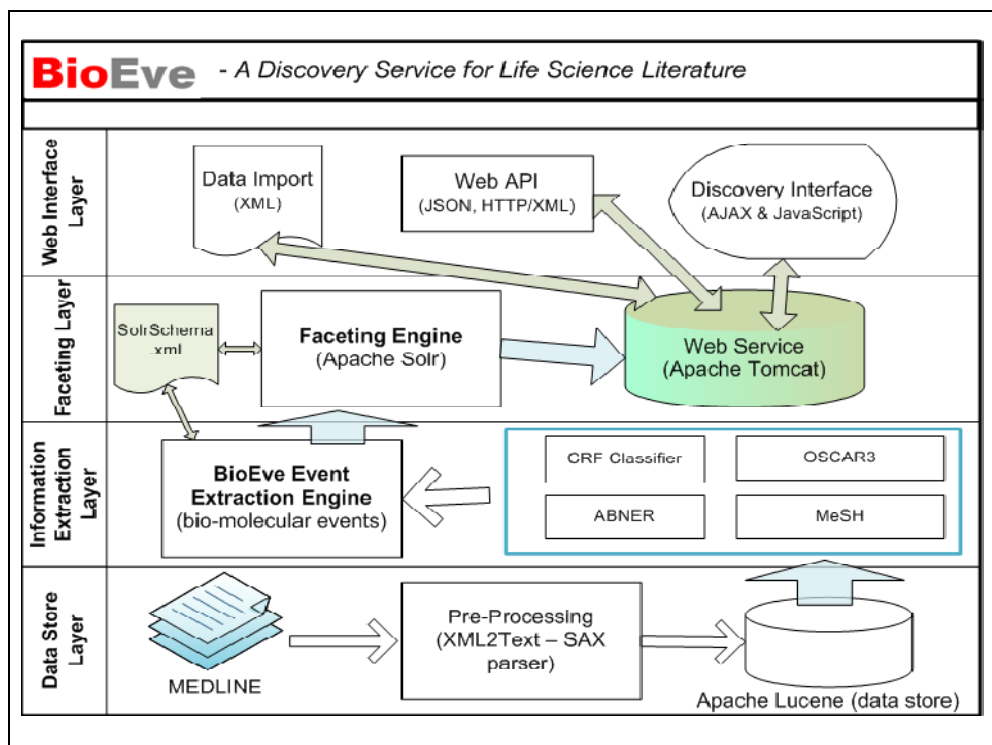 BioEve - A Discovery Service for Life Science Literature
Web Interface
Layer
Data Import
(XML)
Web API
(JSON, HTTP/XML)
Discovery Interface
(AJAX & JavaScript)
Faceting Layer
SolrSchema
.xml
Faceting Engine
(Apache Solr)
Web Service
(Apache Tomcat)
Information
Extraction
Layer
BioEve Event
Extraction Engine
(bio-molecular events)
CRF Classifier
OSCAR3
ABNER
MeSH
Data Store
Layer
MEDLINE
Pre-Processing
(XML2Text – SAX
parser)
Apache Lucene (data store)